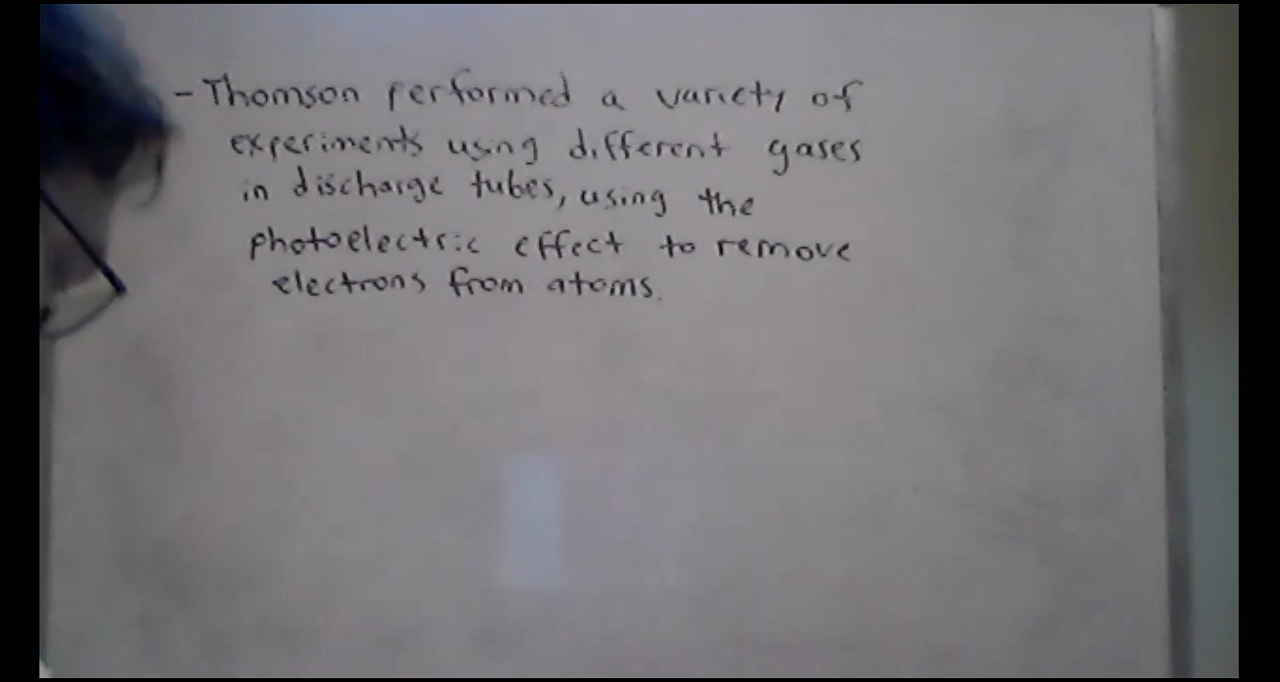 - Thomson performed a variety of
experiments using different gases
in discharge tubes, using the
photoelectric effect to remove
electrons from atoms.